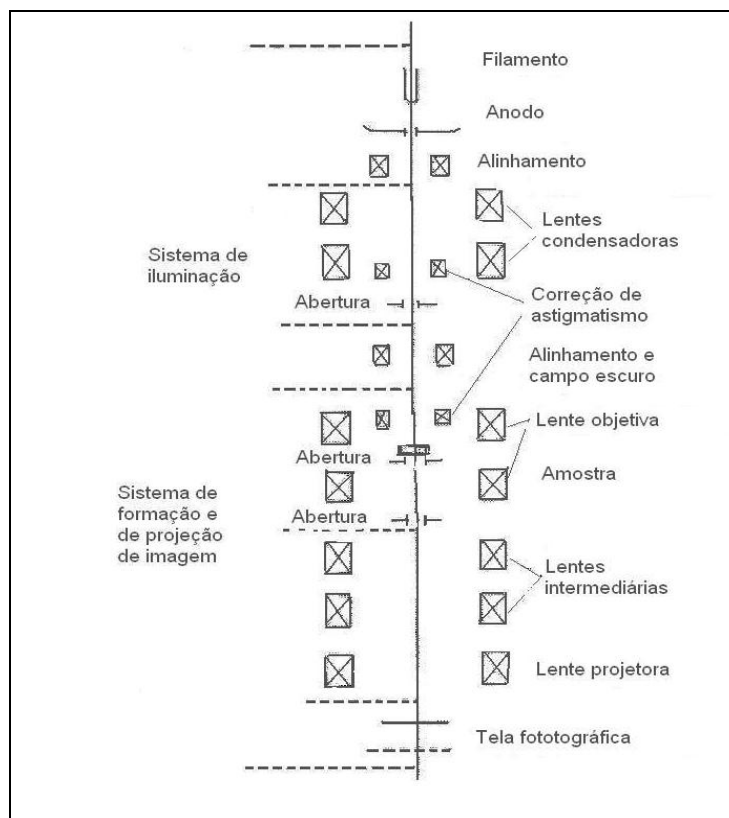 Filamento
Anodo
Alinhamento
Lentes
condensadoras
Sistema de
iluminação
Abertura
Correção de
astigmatismo
Alinhamento e
campo escuro
Lente objetiva
Abertura
Amostra
Sistema de
formação e
de projeção
de imagem
Abertura
Lentes
intermediárias
Lente projetora
Tela fototográfica